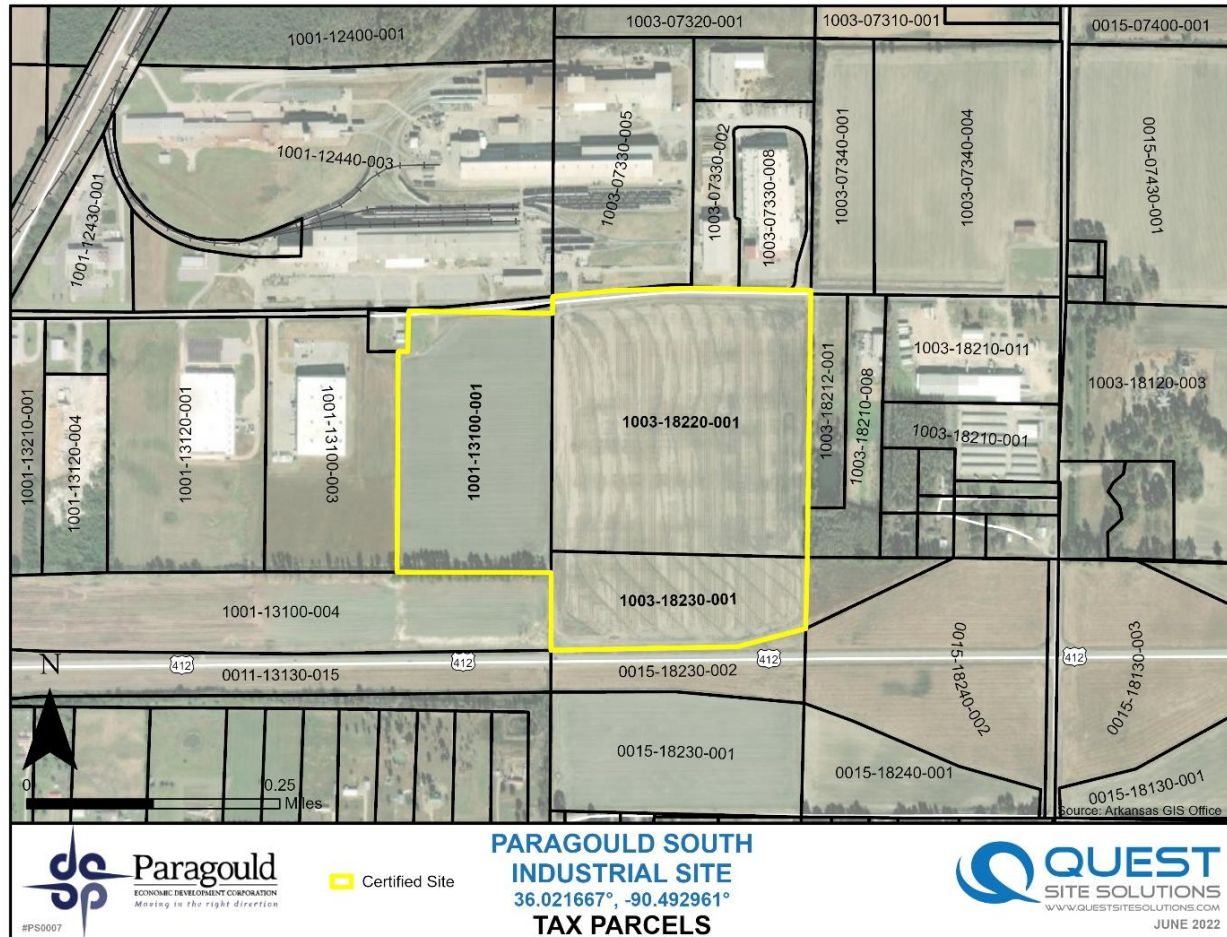 1003-07320-001
1003-07310-001
0015-07400-001
1001-12400-001
1001-12440-003
1003-07330-005
1003-07330-002
1003-07330-008
1003-07340-001
1003-07340-004
0015-07430-001
1001-12430-001
1001-13210-001
1001-13120-004
1001-13120-001
1001-13100-003
1001-13100-001
1003-18220-001
1003-18212-001
1003-18210-008
1003-18210-011
1003-18210-001
1003-18120-003
1001-13100-004
1003-18230-001
0015-18240-002
0015-18130-003
412
412
412
412
0011-13130-015
0015-18230-002
0015-18230-001
0015-18240-001
0015-18130-001
N
0
0.25
Miles
Source: Arkansas GIS Office
Paragould
ECONOMIC DEVELOPMENT CORPORATION
Moving in the right direction
#PS0007
Certified Site
PARAGOULD SOUTH
INDUSTRIAL SITE
36.021667°, -90.492961°
TAX PARCELS
QUEST
SITE SOLUTIONS
WWW.QUESTSITESOLUTIONS.COM
JUNE 2022